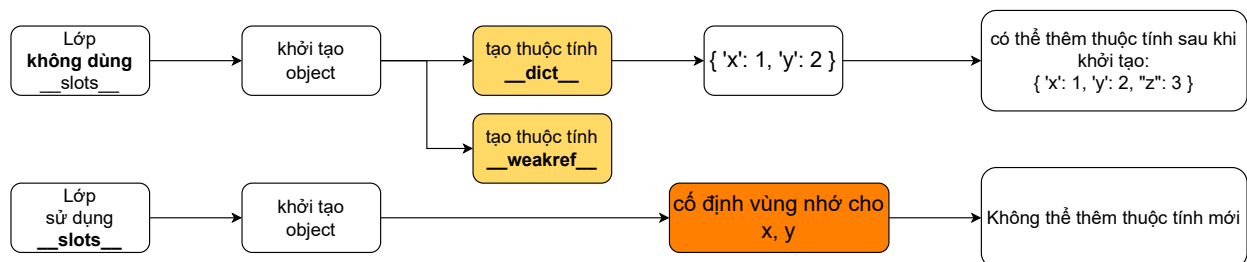 Lớp
không dùng
__slots__
khởi tạo
object
tạo thuộc tính
__dict__
{ 'x': 1, 'y': 2 }
có thể thêm thuộc tính sau khi
khởi tạo:
{ 'x': 1, 'y': 2, "z": 3 }
tạo thuộc tính
__weakref__
Lớp
sử dụng
__slots__
khởi tạo
object
cố định vùng nhớ cho
x, y
Không thể thêm thuộc tính mới